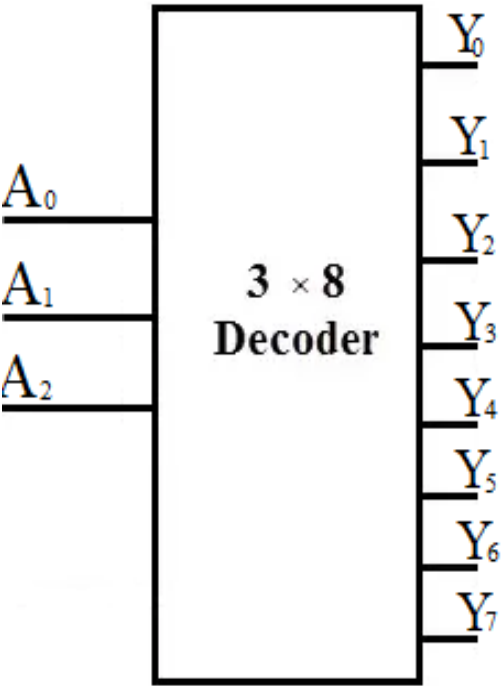 A₀
A₁
A₂
3 × 8
Decoder
Y₀
Y₁
Y₂
Y₃
Y₄
Y₅
Y₆
Y₇